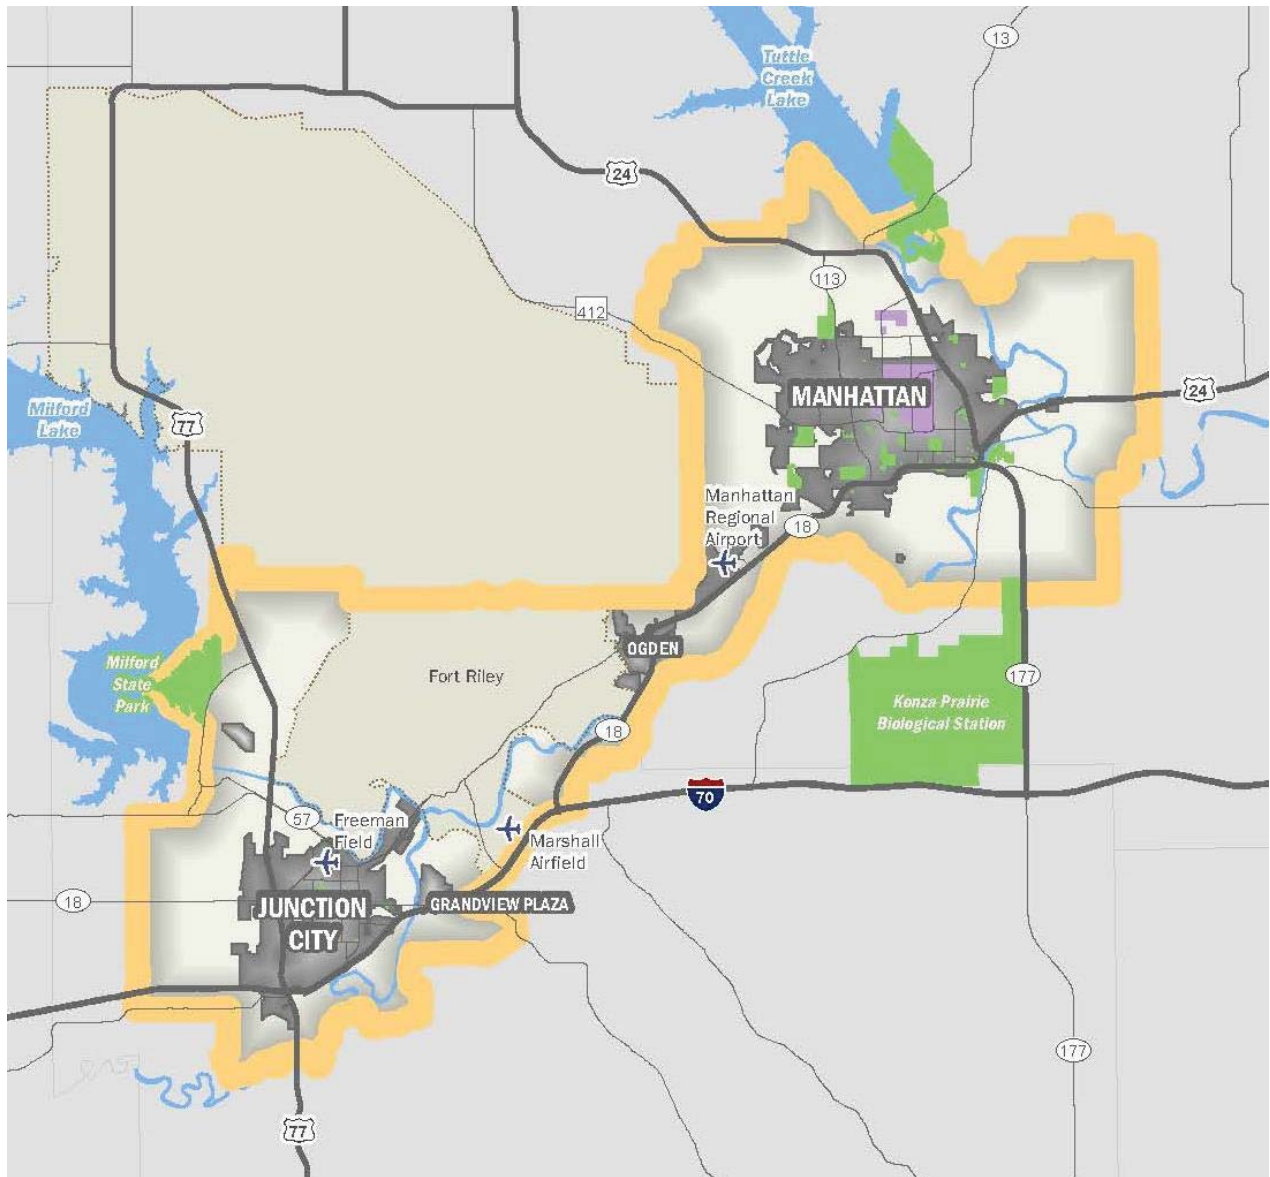 13
Tuttle
Creek
Lake
24
113
412
MANHATTAN
24
Milford
Lake
77
Manhattan
Regional
Airport
18
OGDEN
Milford
State
Park
Fort Riley
177
Konza Prairie
Biological Station
18
70
57
Freeman
Field
Marshall
Airfield
18
JUNCTION
CITY
GRANDVIEW PLAZA
177
77